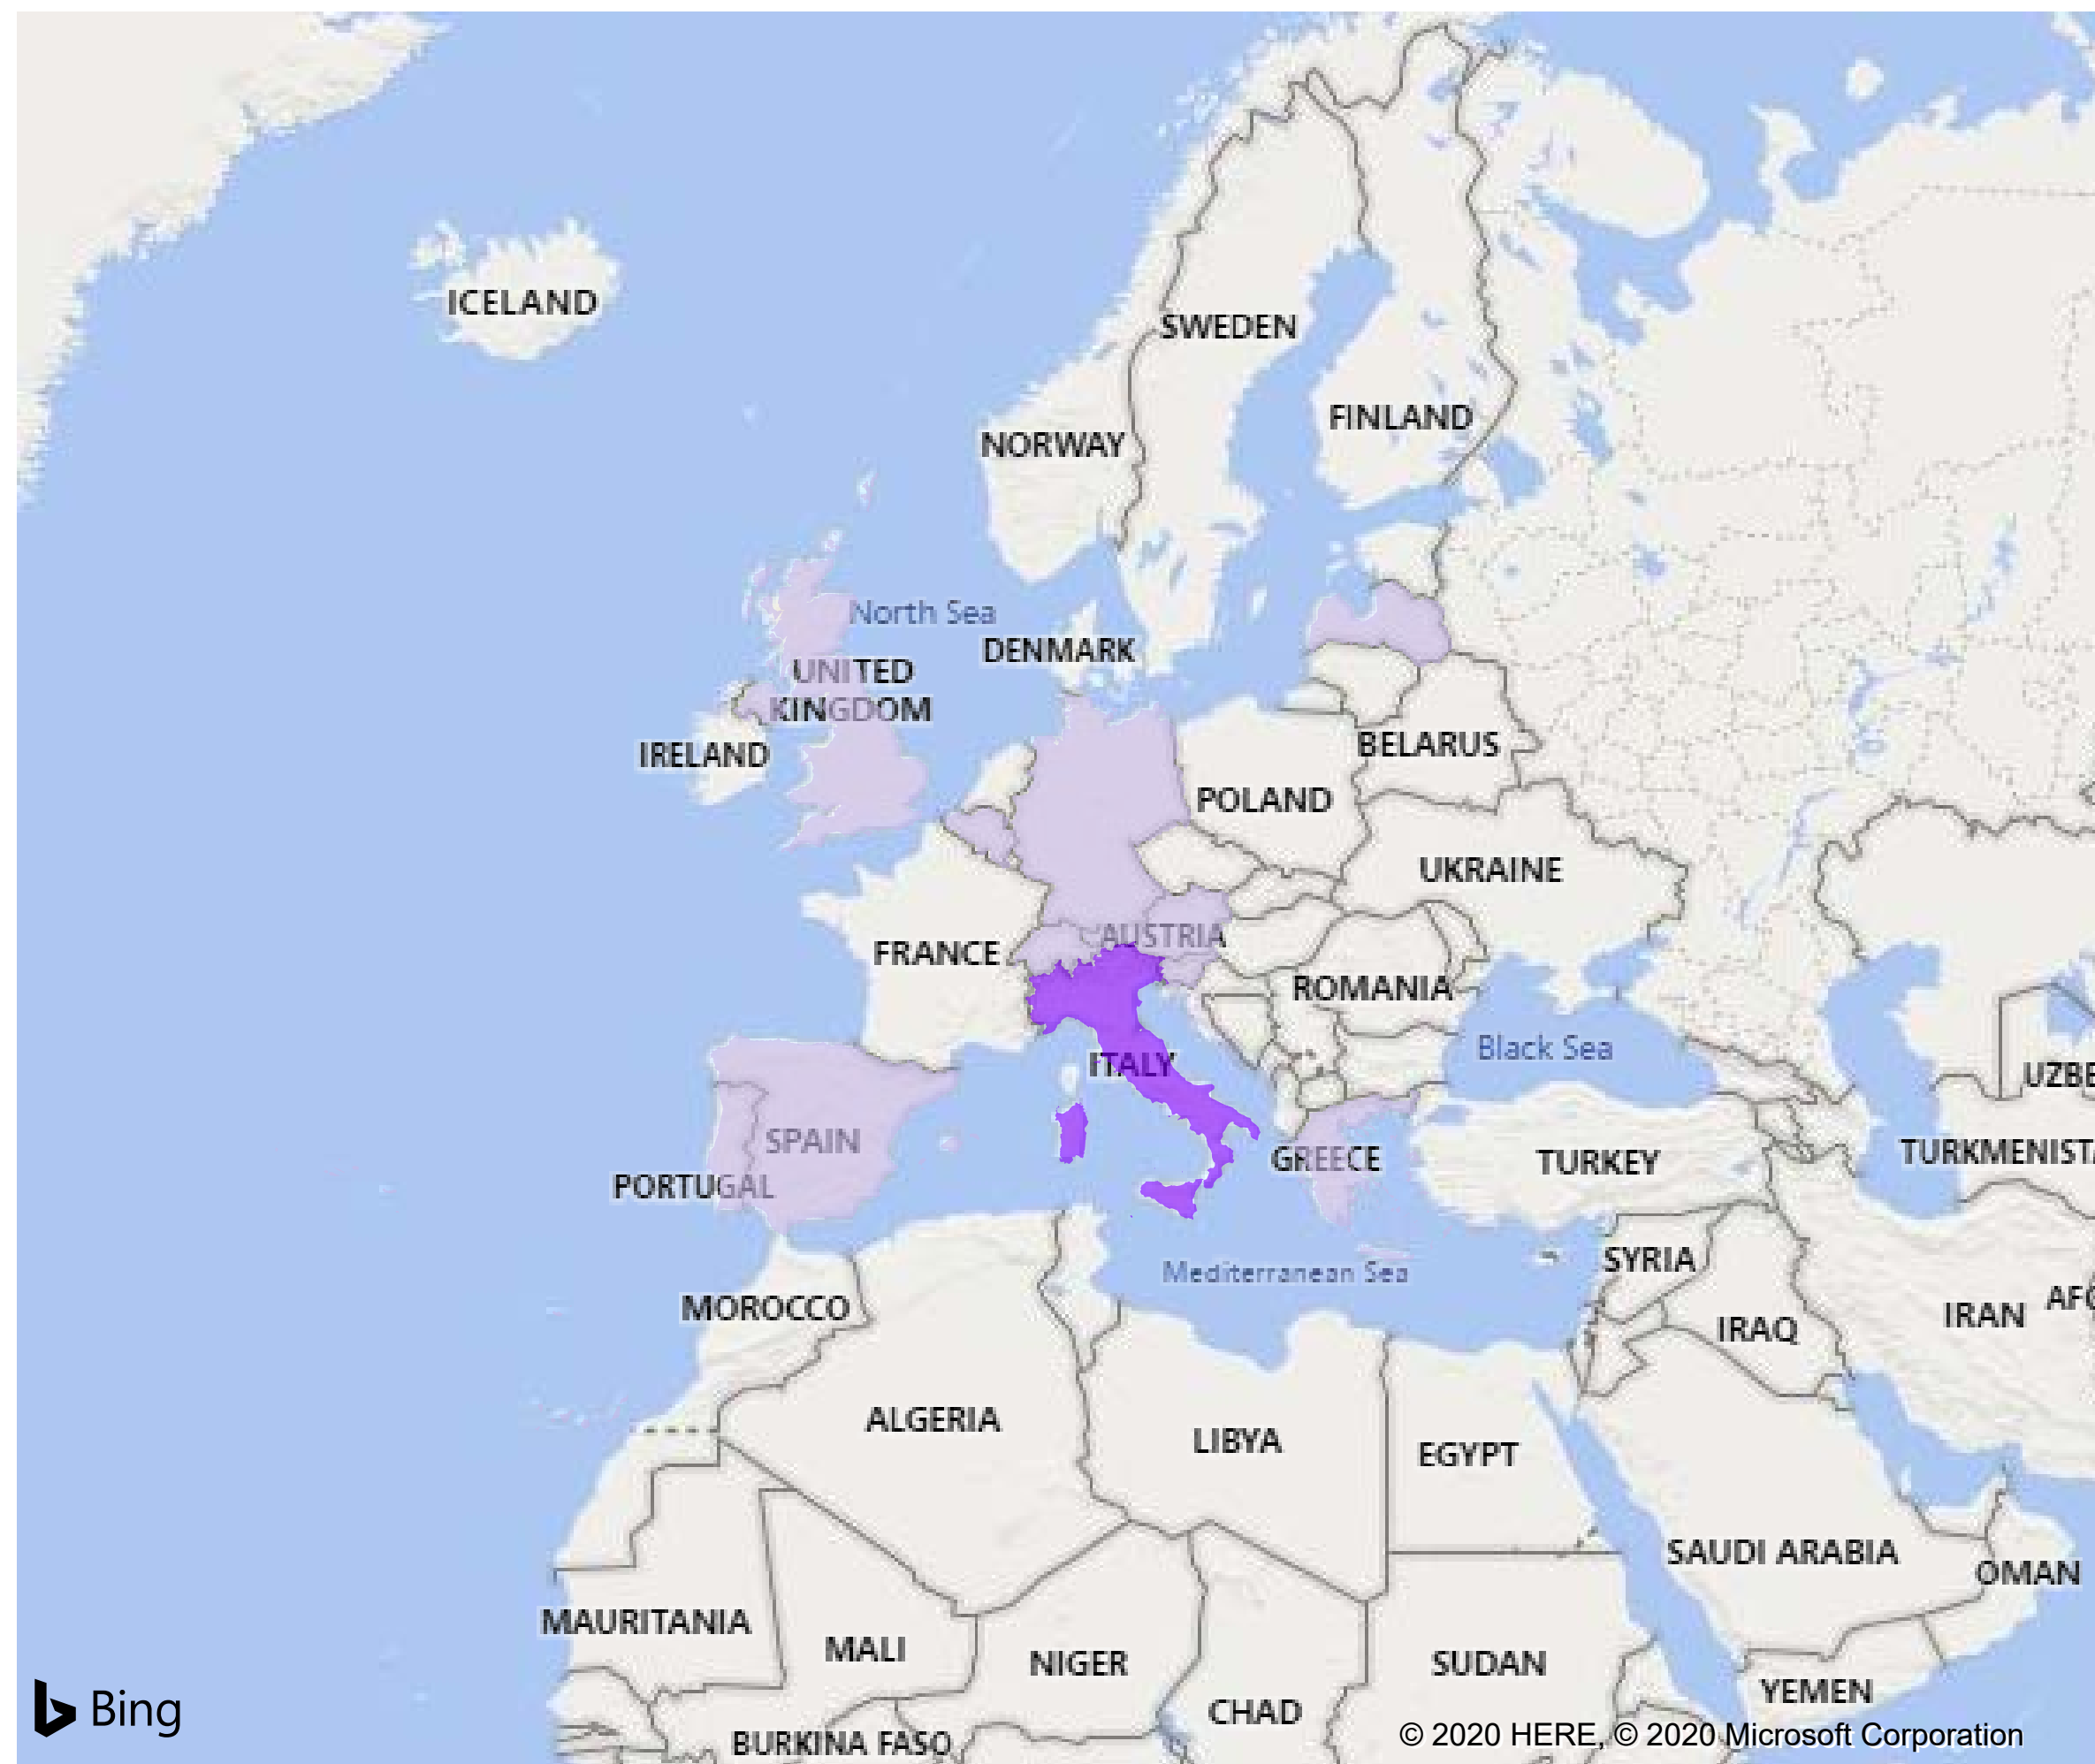 ICELAND
SWEDEN
FINLAND
NORWAY
North Sea
DENMARK
UNITED
KINGDOM
IRELAND
BELARUS
POLAND
UKRAINE
AUSTRIA
FRANCE
ROMANIA
Black Sea
ITALY
UZBE
SPAIN
GREECE
TURKEY
TURKMENISTA
PORTUGAL
SYRIA
Mediterranean Sea
MOROCCO
IRAQ
IRAN
AFG
ALGERIA
LIBYA
EGYPT
SAUDI ARABIA
OMAN
MAURITANIA
MALI
NIGER
SUDAN
YEMEN
CHAD
Bing
BURKINA FASO
© 2020 HERE, © 2020 Microsoft Corporation